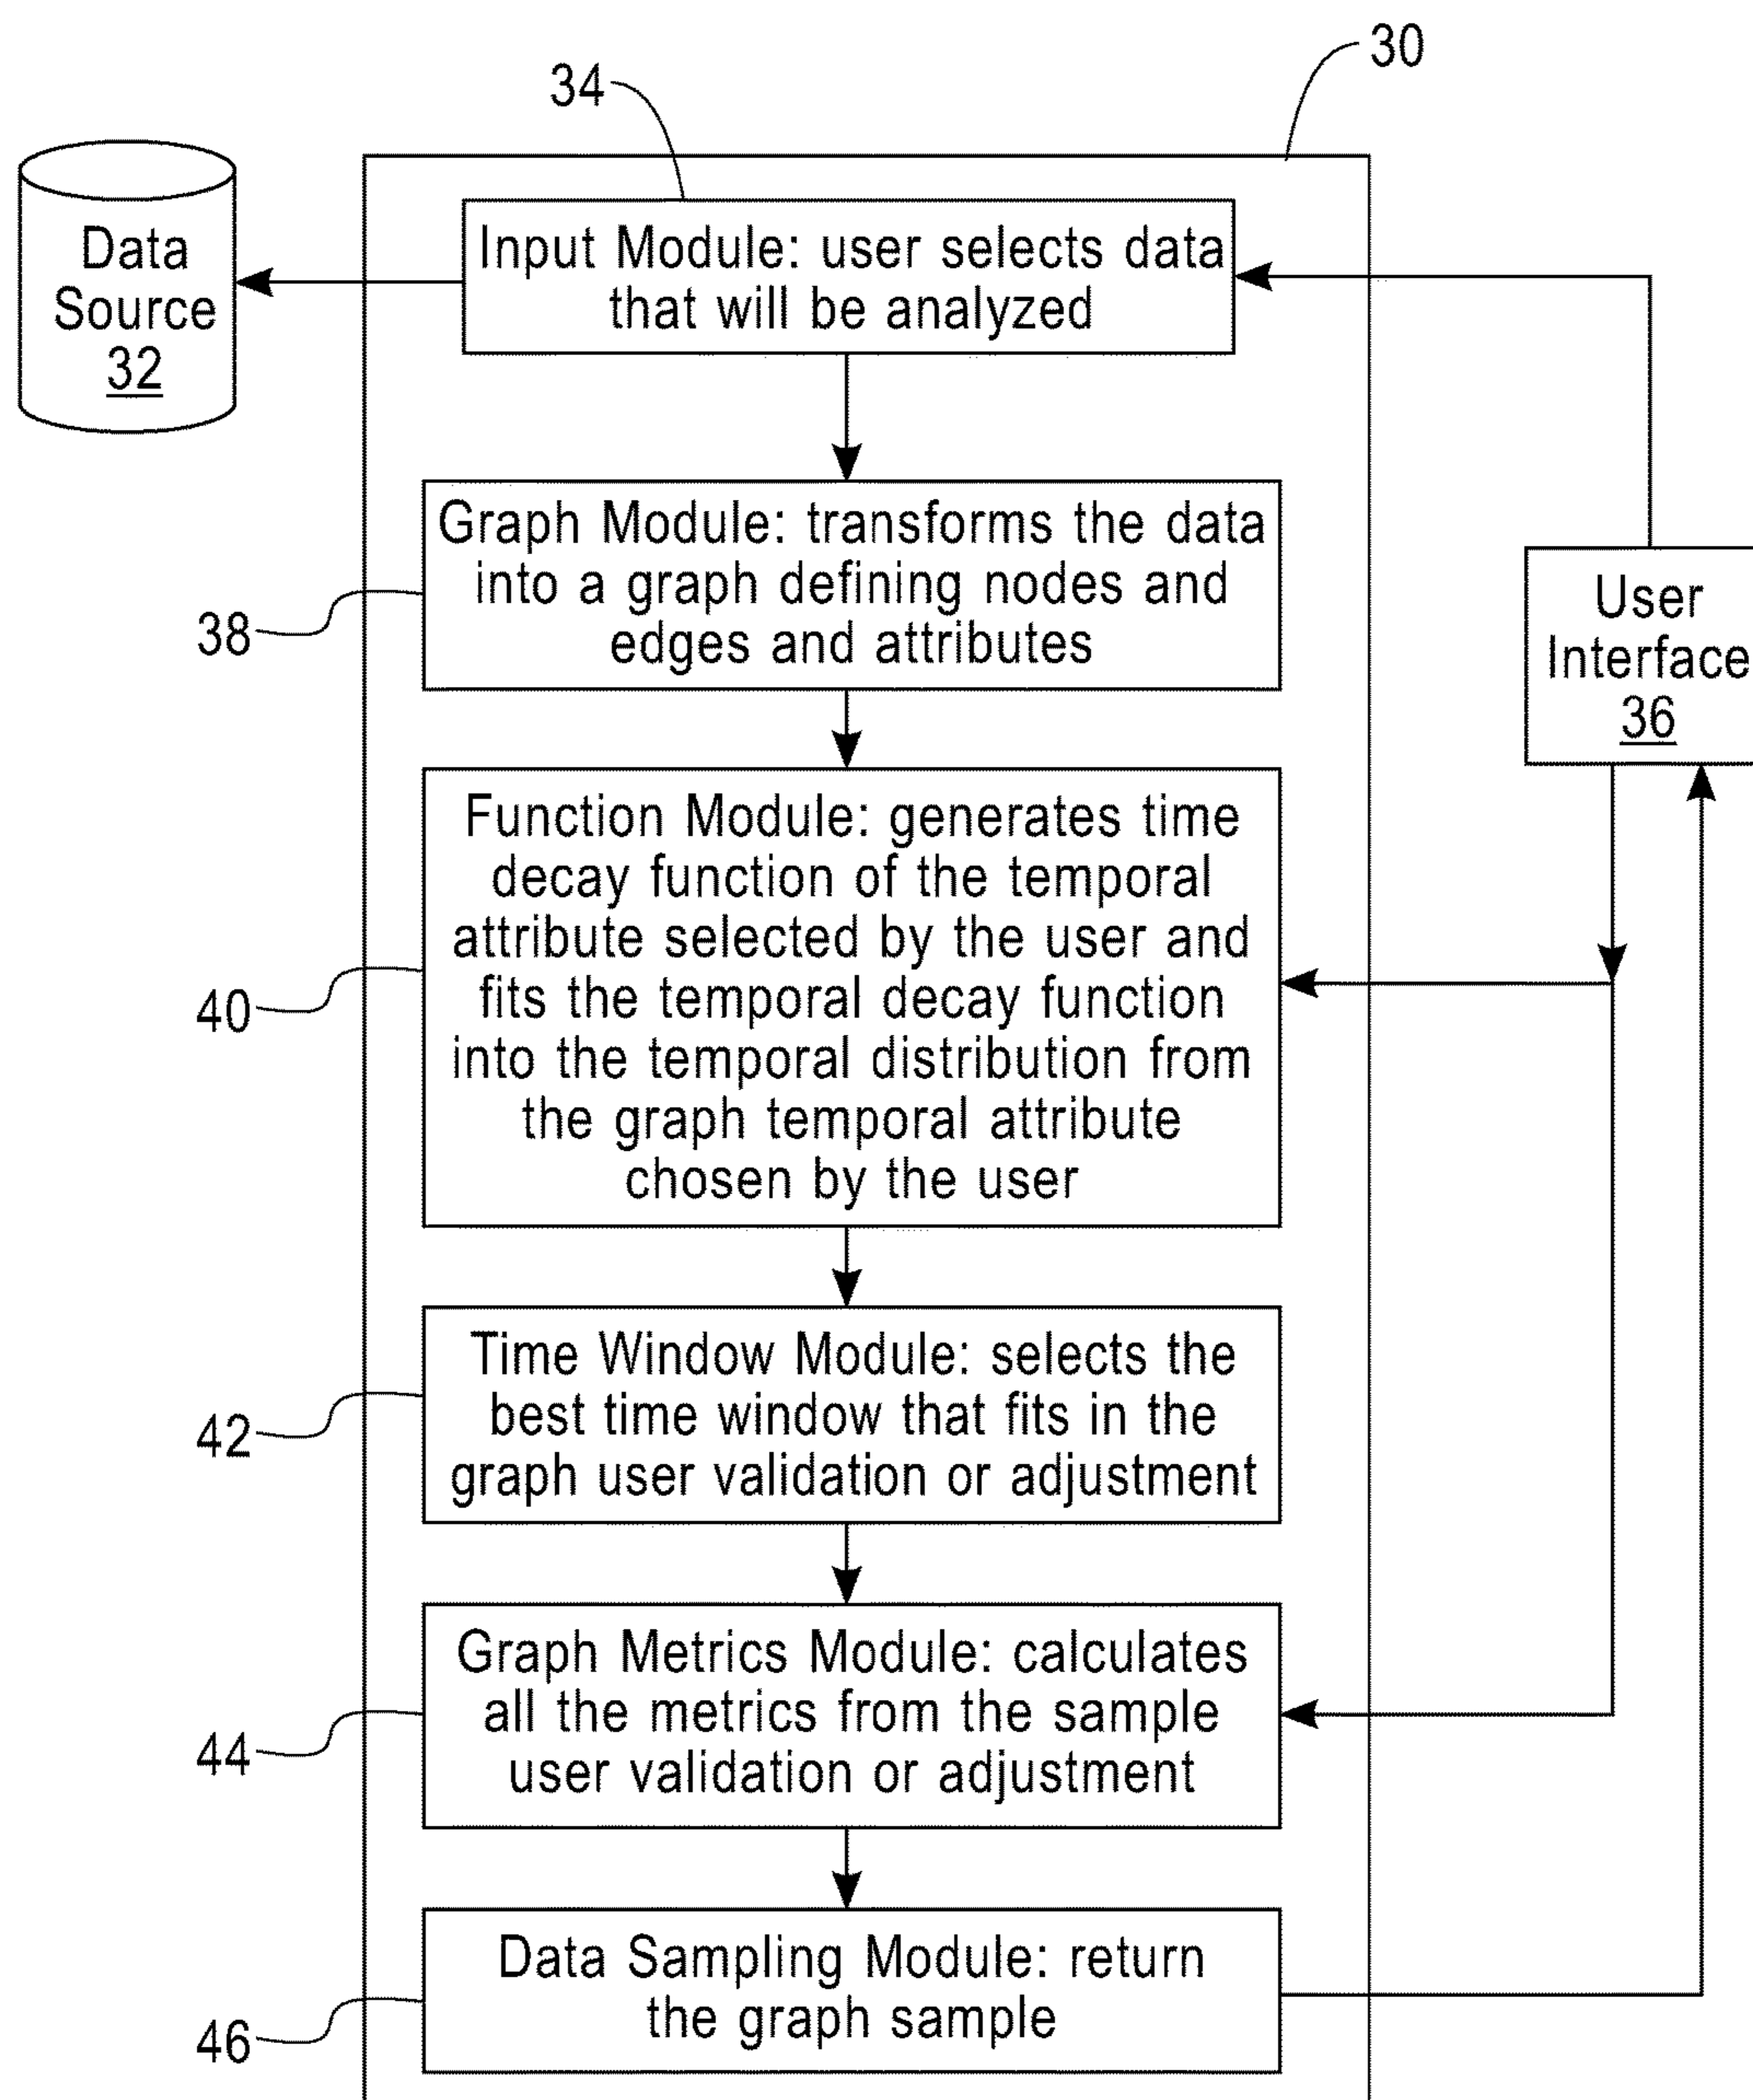 30
34
Data
Source
32
Input Module: user selects data
that will be analyzed
Graph Module: transforms the data
into a graph defining nodes and
edges and attributes
38
User
Interface
36
Function Module: generates time
decay function of the temporal
attribute selected by the user and
fits the temporal decay function
into the temporal distribution from
the graph temporal attribute
chosen by the user
40
Time Window Module: selects the
best time window that fits in the
graph user validation or adjustment
42
Graph Metrics Module: calculates
all the metrics from the sample
user validation or adjustment
44
Data Sampling Module: return
the graph sample
46